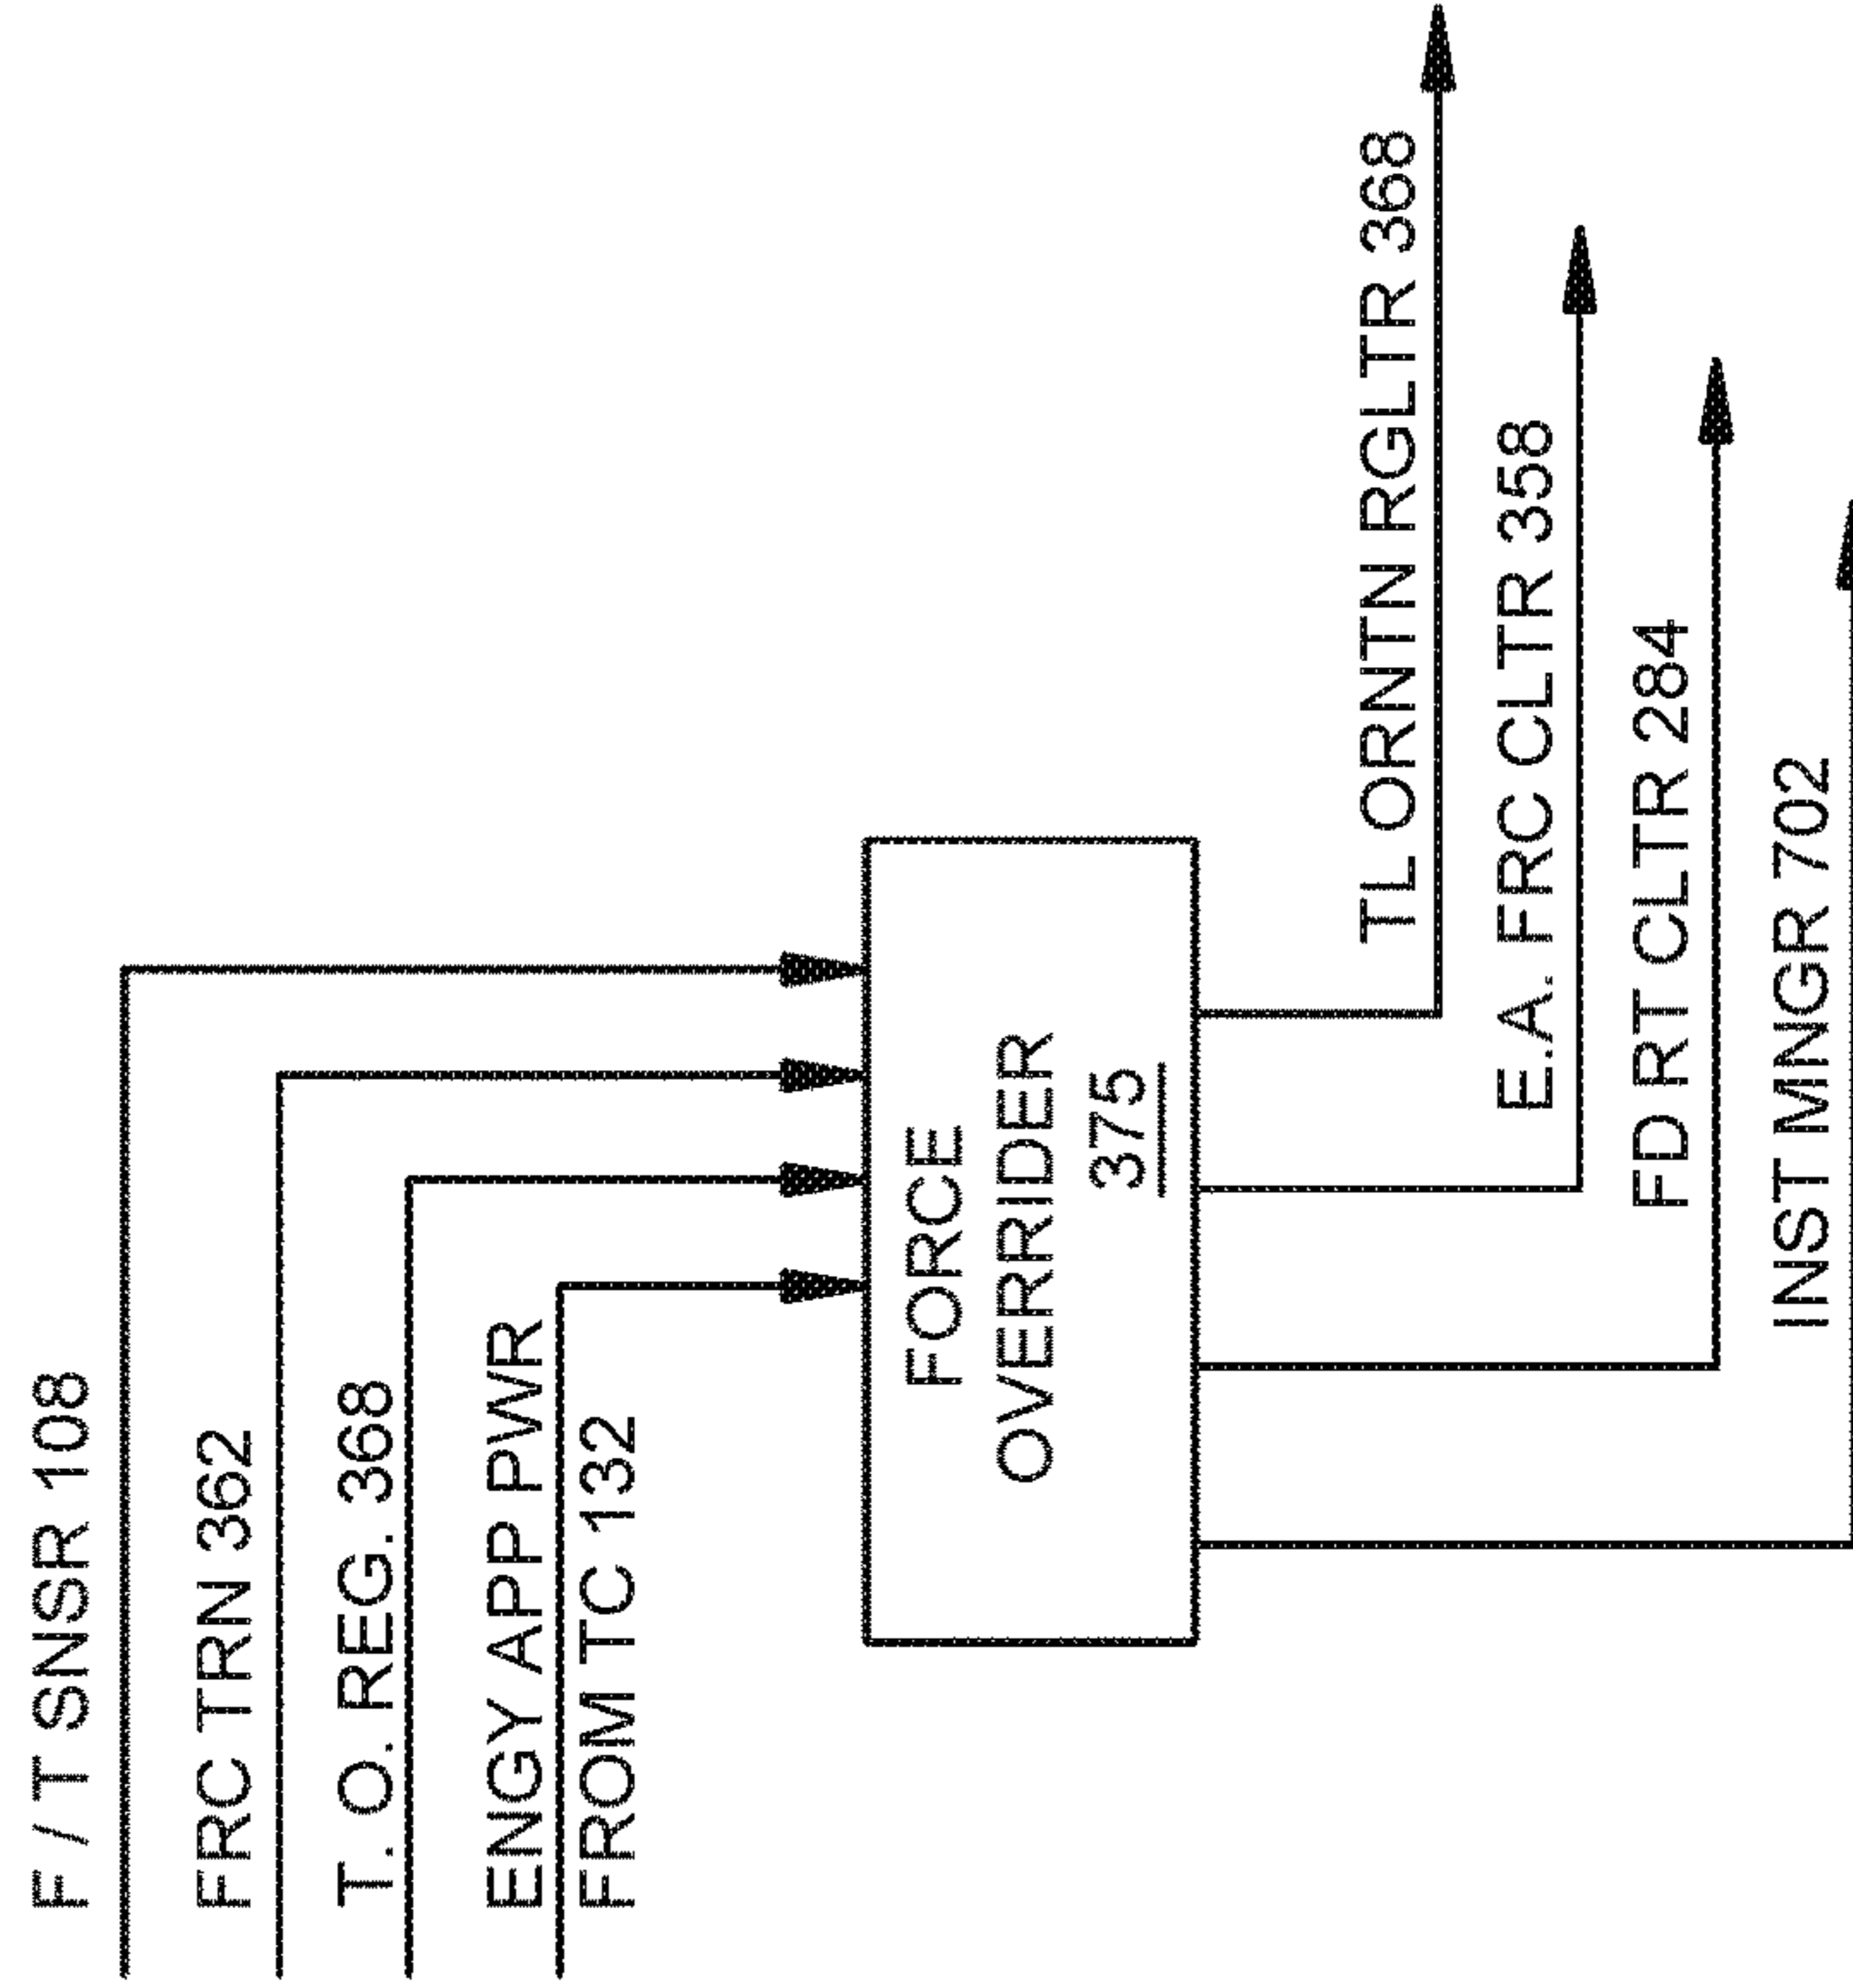 F / T SNSR 108
FRC TRN 362
T. O. REG. 368
ENGY APP PWR
FROM TC 132
FORCE
OVERRIDER
375
TL ORNTN RGLTR 368
E.A. FRC CLTR 358
FD RT CLTR 284
INST MNGR 702